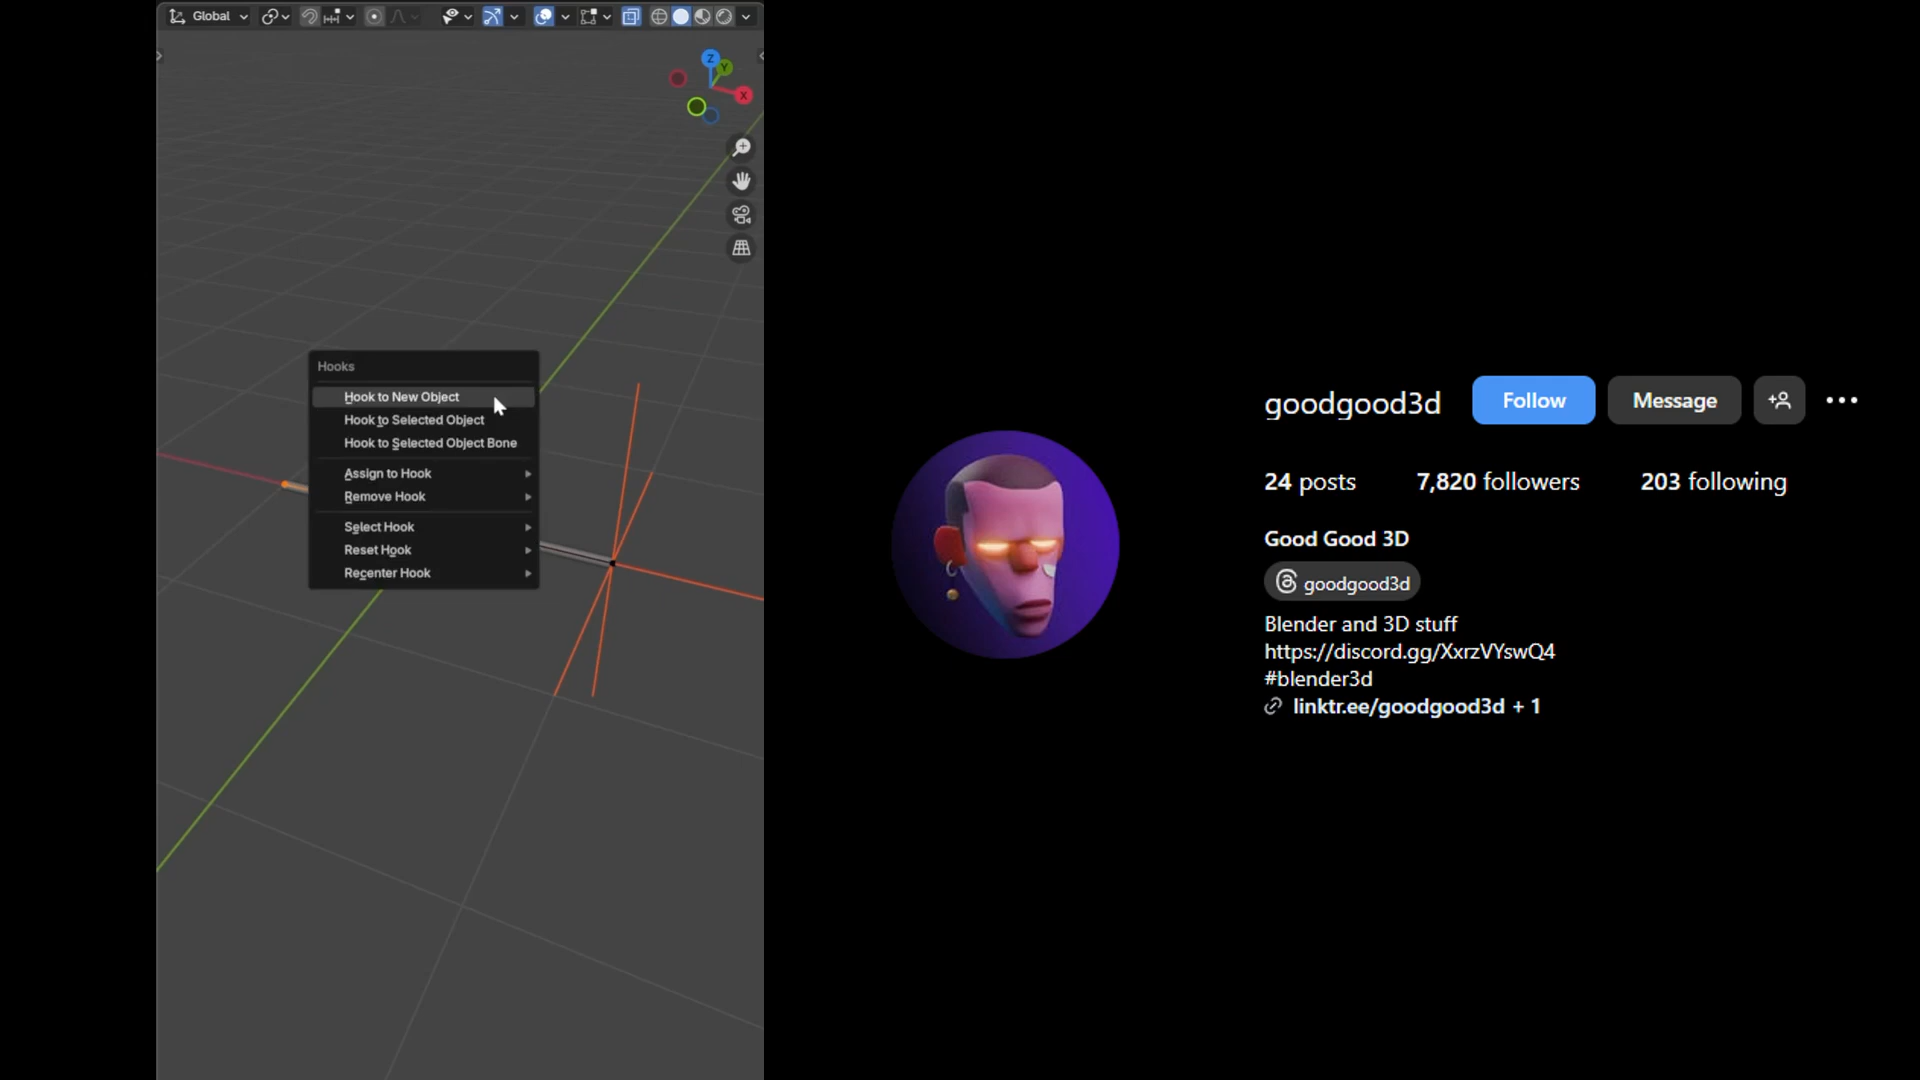 Global
Z
Y
X
Hooks
Hook to New Object
Hook to Selected Object
Hook to Selected Object Bone
Assign to Hook
Remove Hook
Select Hook
Reset Hook
Recenter Hook
goodgood3d
Follow
Message
24 posts
7,820 followers
203 following
Good Good 3D
goodgood3d
Blender and 3D stuff
https://discord.gg/XxrzVYswQ4
#blender3d
linktr.ee/goodgood3d + 1